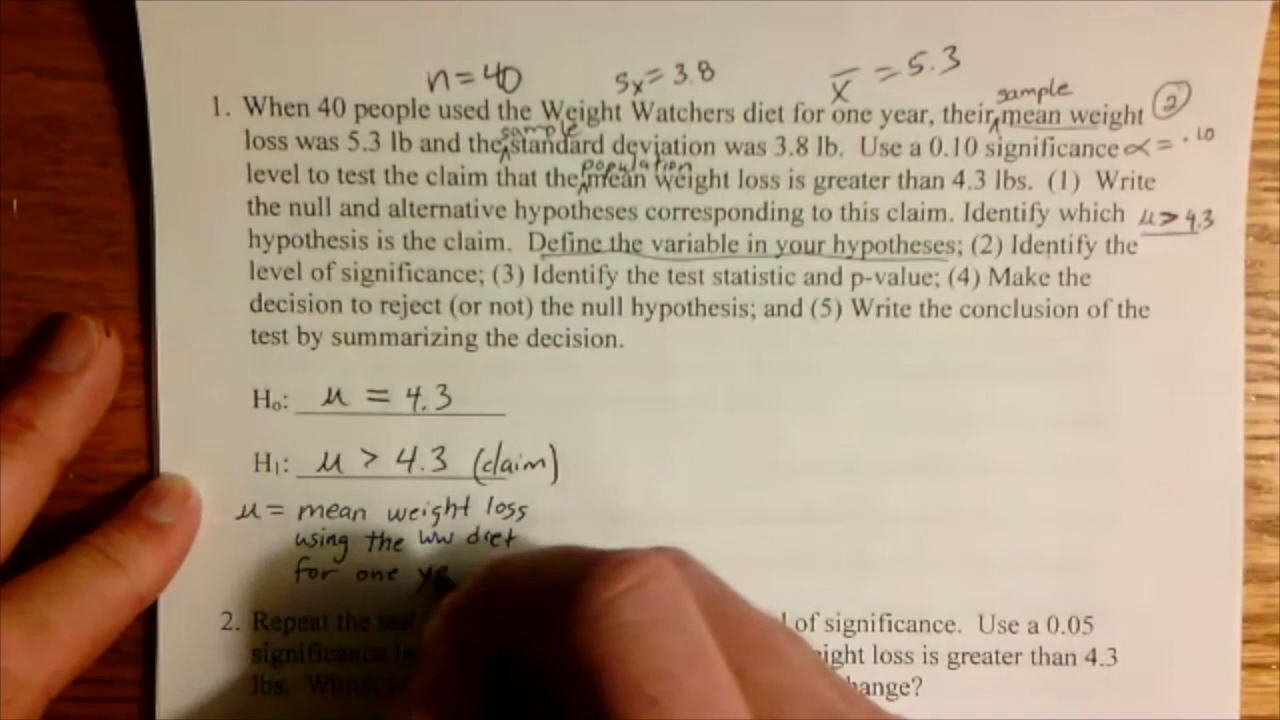 n=40 Sx=3.8 x̄ =5.3
sample
1. When 40 people used the Weight Watchers diet for one year, their ^ mean weight ②
sample
loss was 5.3 lb and the ^ standard deviation was 3.8 lb. Use a 0.10 significance α= .10
population
level to test the claim that the ^ mean weight loss is greater than 4.3 lbs. (1) Write
the null and alternative hypotheses corresponding to this claim. Identify which μ>4.3
hypothesis is the claim. Define the variable in your hypotheses; (2) Identify the
level of significance; (3) Identify the test statistic and p-value; (4) Make the
decision to reject (or not) the null hypothesis; and (5) Write the conclusion of the
test by summarizing the decision.
H₀: μ = 4.3
H₁: μ > 4.3 (claim)
μ= mean weight loss
using the WW diet
for one ye
2. Repeat the test of significance. Use a 0.05
significance ight loss is greater than 4.3
lbs. hange?